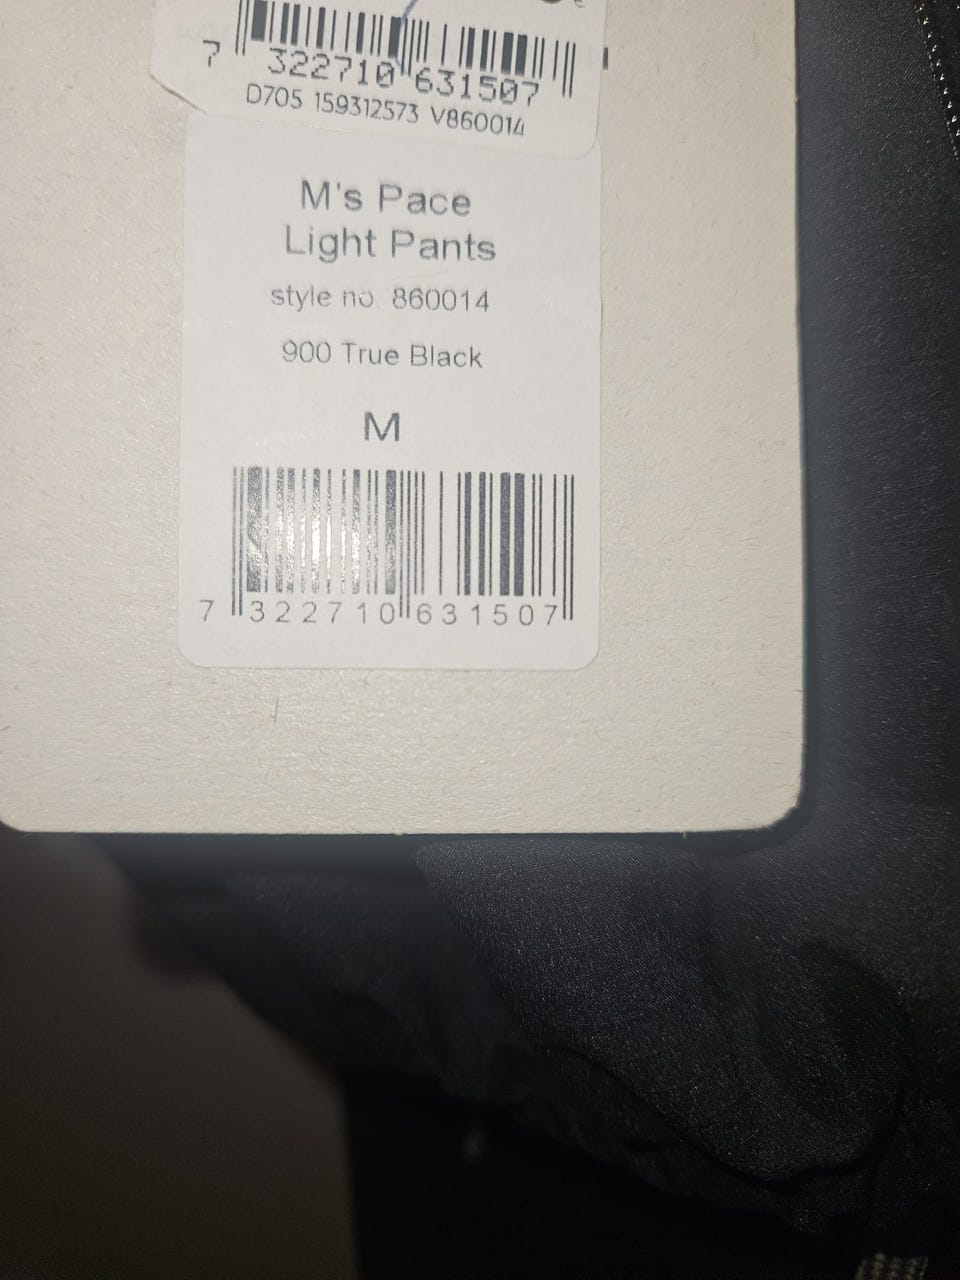 7 322710 631507
D705 159312573 V860014
M's Pace
Light Pants
style no. 860014
900 True Black
M
7 322710 631507